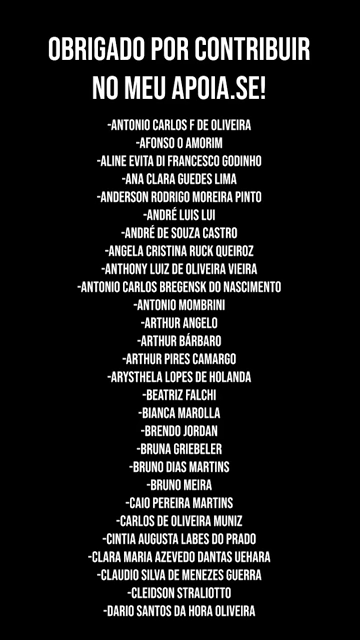 OBRIGADO POR CONTRIBUIR
NO MEU APOIA.SE!
-ANTONIO CARLOS F DE OLIVEIRA
-AFONSO O AMORIM
-ALINE EVITA DI FRANCESCO GODINHO
-ANA CLARA GUEDES LIMA
-ANDERSON RODRIGO MOREIRA PINTO
-ANDRÉ LUIS LUI
-ANDRÉ DE SOUZA CASTRO
-ANGELA CRISTINA RUCK QUEIROZ
-ANTHONY LUIZ DE OLIVEIRA VIEIRA
-ANTONIO CARLOS BREGENSK DO NASCIMENTO
-ANTONIO MOMBRINI
-ARTHUR ANGELO
-ARTHUR BÁRBARO
-ARTHUR PIRES CAMARGO
-ARYSTHELA LOPES DE HOLANDA
-BEATRIZ FALCHI
-BIANCA MAROLLA
-BRENDO JORDAN
-BRUNA GRIEBELER
-BRUNO DIAS MARTINS
-BRUNO MEIRA
-CAIO PEREIRA MARTINS
-CARLOS DE OLIVEIRA MUNIZ
-CINTIA AUGUSTA LABES DO PRADO
-CLARA MARIA AZEVEDO DANTAS UEHARA
-CLAUDIO SILVA DE MENEZES GUERRA
-CLEIDSON STRALIOTTO
-DARIO SANTOS DA HORA OLIVEIRA